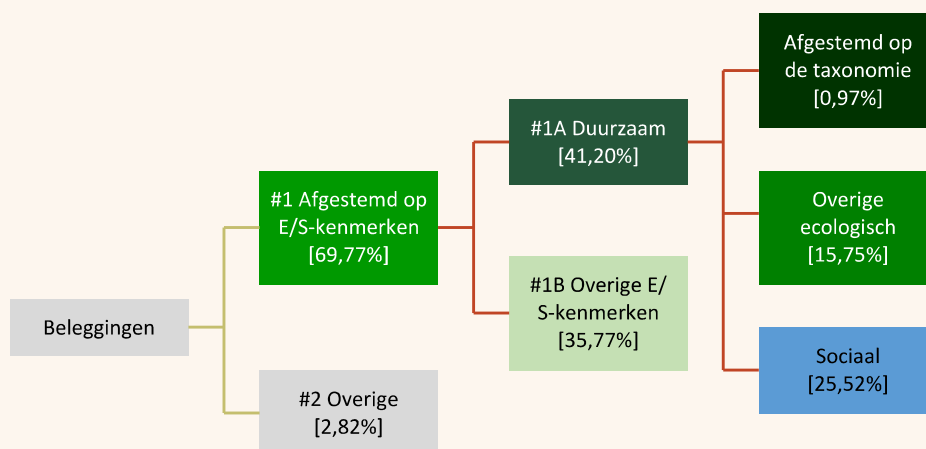 Afgestemd op
de taxonomie
[0,97%]
#1A Duurzaam
[41,20%]
#1 Afgestemd op
E/S-kenmerken
[69,77%]
Overige
ecologisch
[15,75%]
#1B Overige E/
S-kenmerken
[35,77%]
Beleggingen
Sociaal
[25,52%]
#2 Overige
[2,82%]